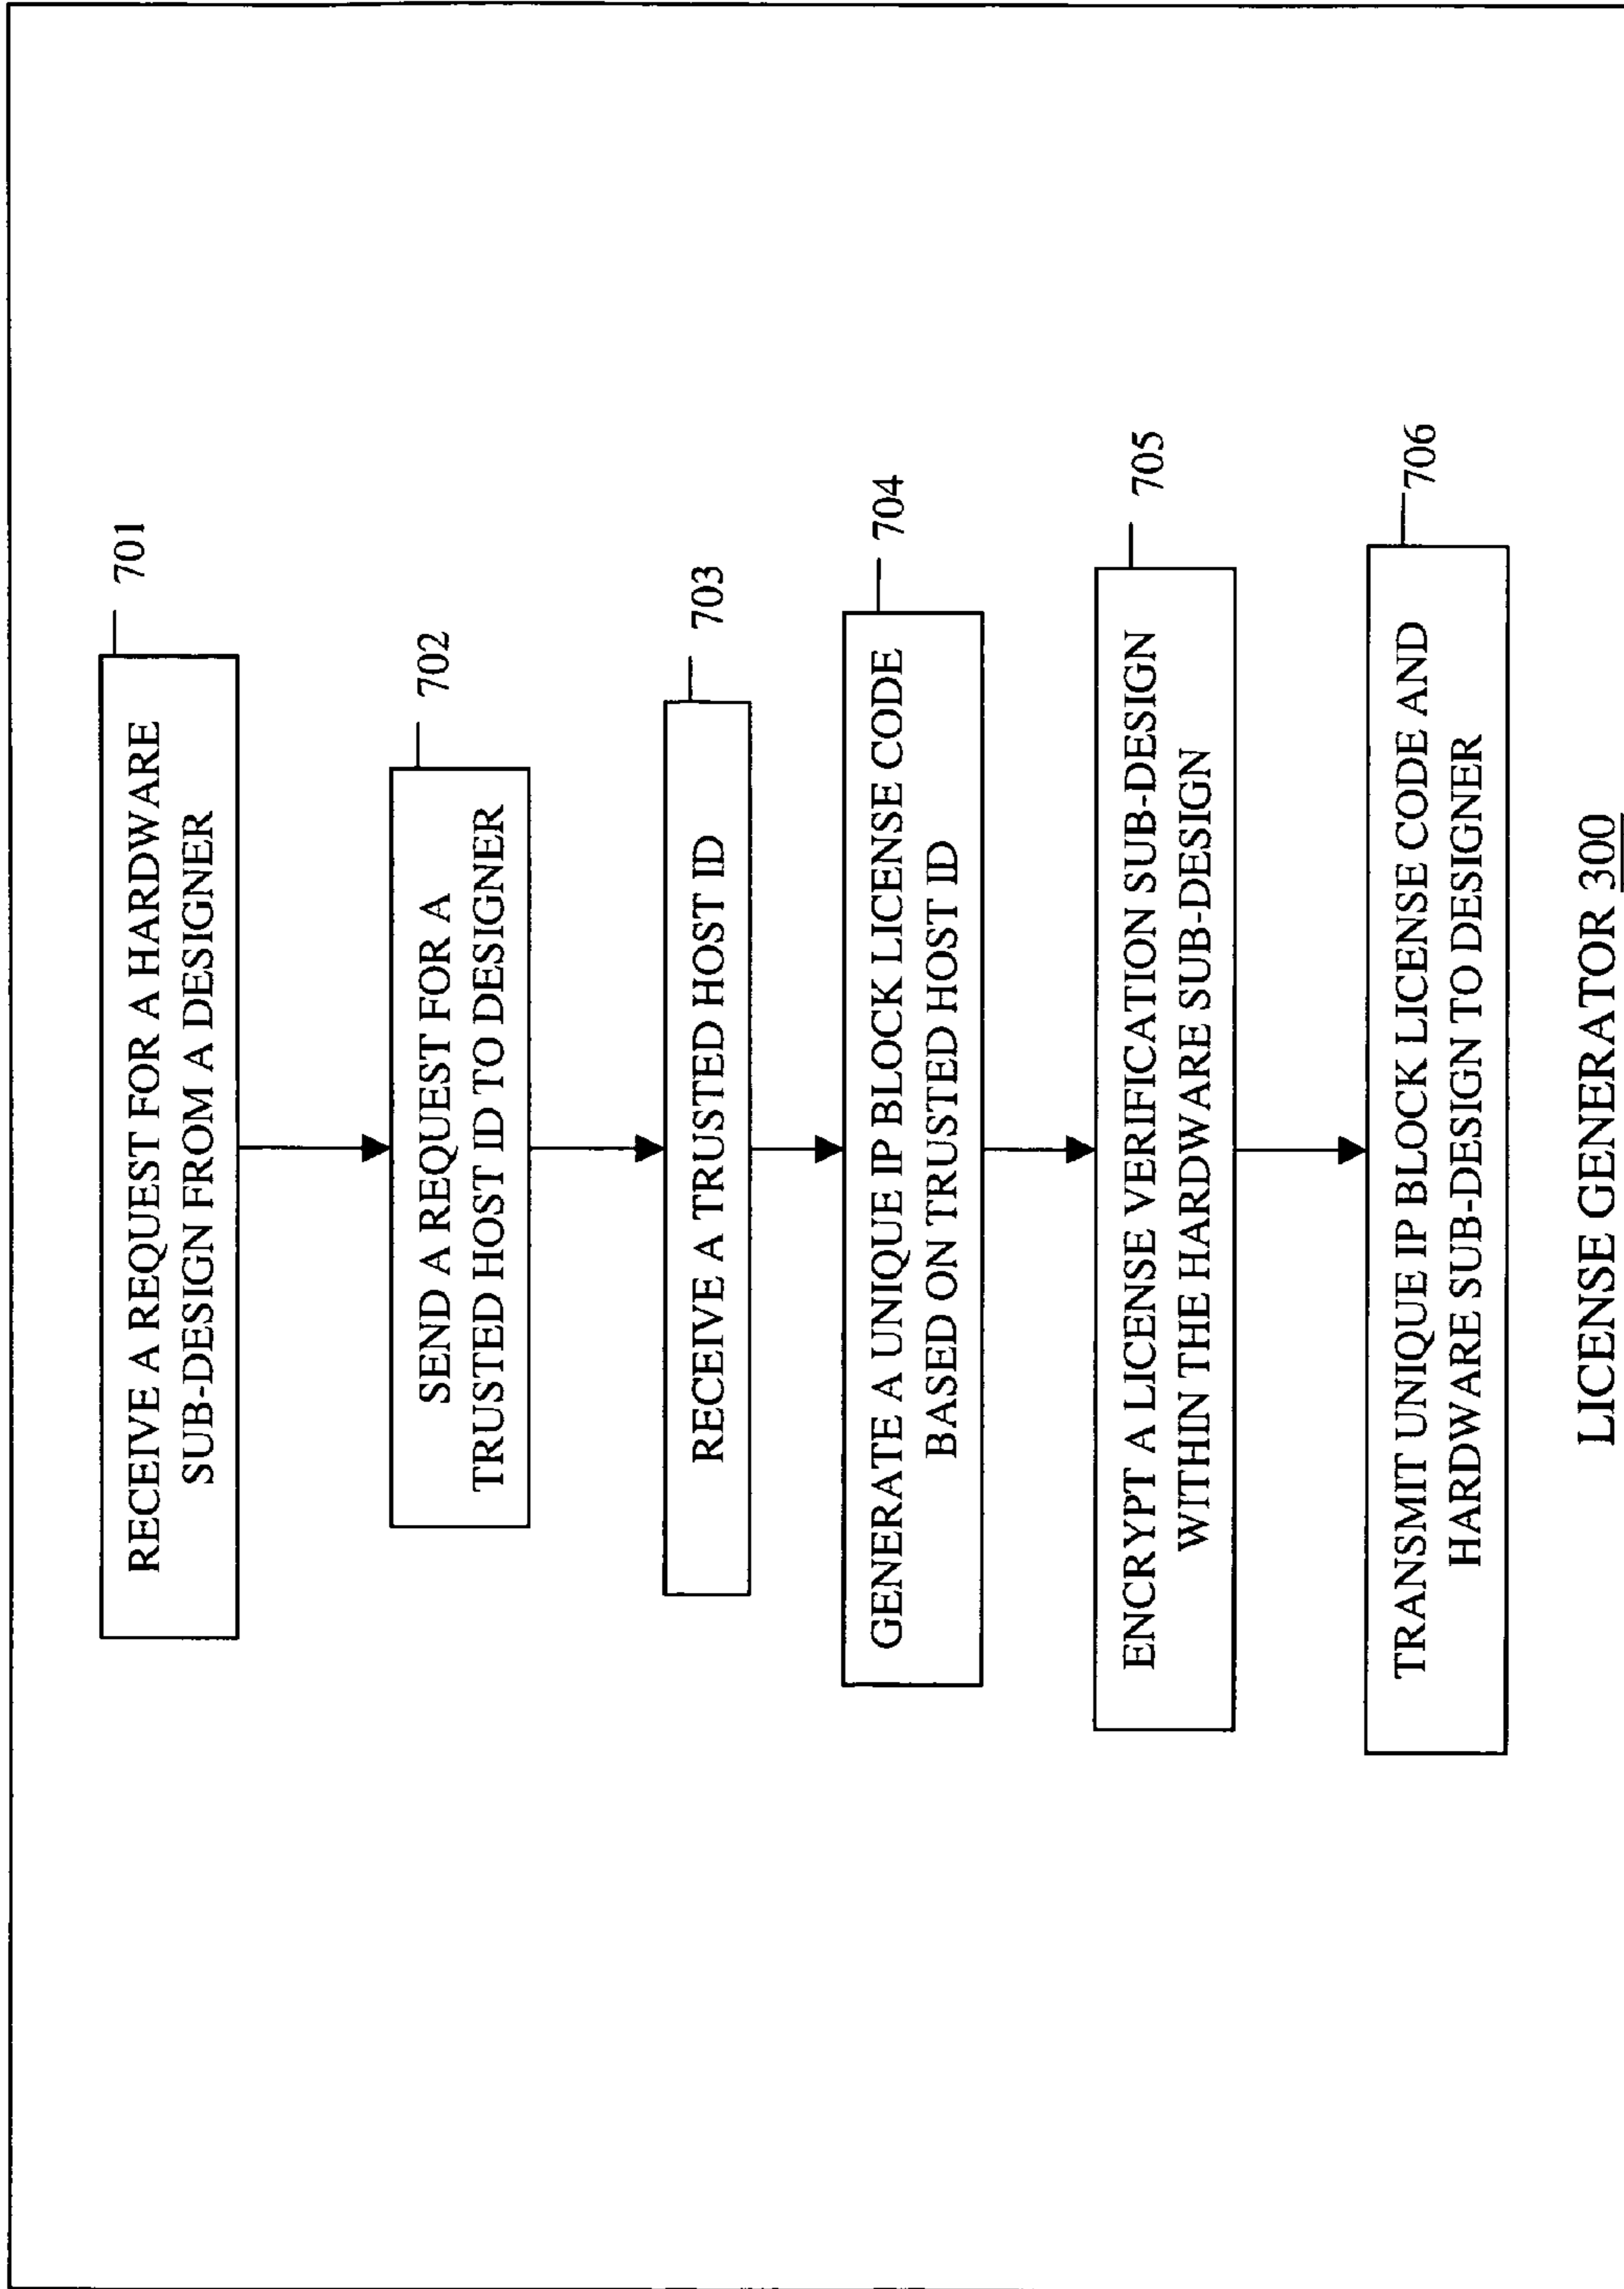 RECEIVE A REQUEST FOR A HARDWARE
SUB-DESIGN FROM A DESIGNER
701
SEND A REQUEST FOR A
TRUSTED HOST ID TO DESIGNER
702
RECEIVE A TRUSTED HOST ID
703
GENERATE A UNIQUE IP BLOCK LICENSE CODE
BASED ON TRUSTED HOST ID
704
ENCRYPT A LICENSE VERIFICATION SUB-DESIGN
WITHIN THE HARDWARE SUB-DESIGN
705
TRANSMIT UNIQUE IP BLOCK LICENSE CODE AND
HARDWARE SUB-DESIGN TO DESIGNER
706
LICENSE GENERATOR 300